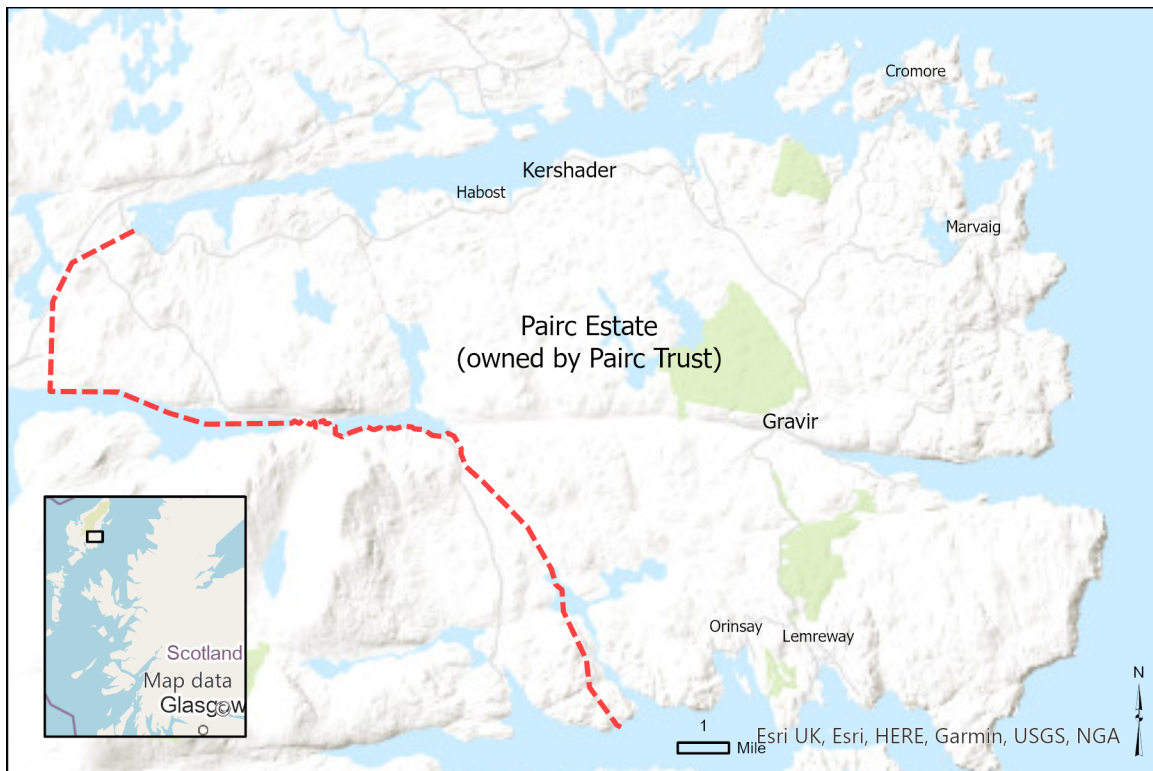 Cromore
Kershader
Habost
Marvaig
Pairc Estate
(owned by Pairc Trust)
Gravir
Orinsay
Lemreway
Scotland
Map data
Glasgow
©
1
Mile
Esri UK, Esri, HERE, Garmin, USGS, NGA
N